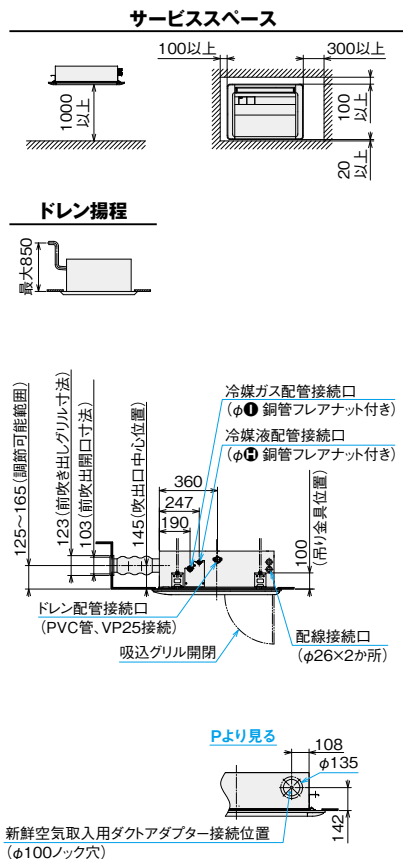 サービススペース
100以上
300以上
1000
以上
100
以上
20
以上
ドレン揚程
最大850
125～165(調節可能範囲)
123(前吹き出しグリル寸法)
103(前吹出開口寸法)
145(吹出口中心位置)
冷媒ガス配管接続口
(φI 銅管フレアナット付き)
冷媒液配管接続口
(φH 銅管フレアナット付き)
360
247
190
100
(吊り金具位置)
ドレン配管接続口
(PVC管、VP25接続)
吸込グリル開閉
配線接続口
(φ26×2か所)
Pより見る
108
φ135
142
新鮮空気取入用ダクトアダプター接続位置
(φ100ノック穴)